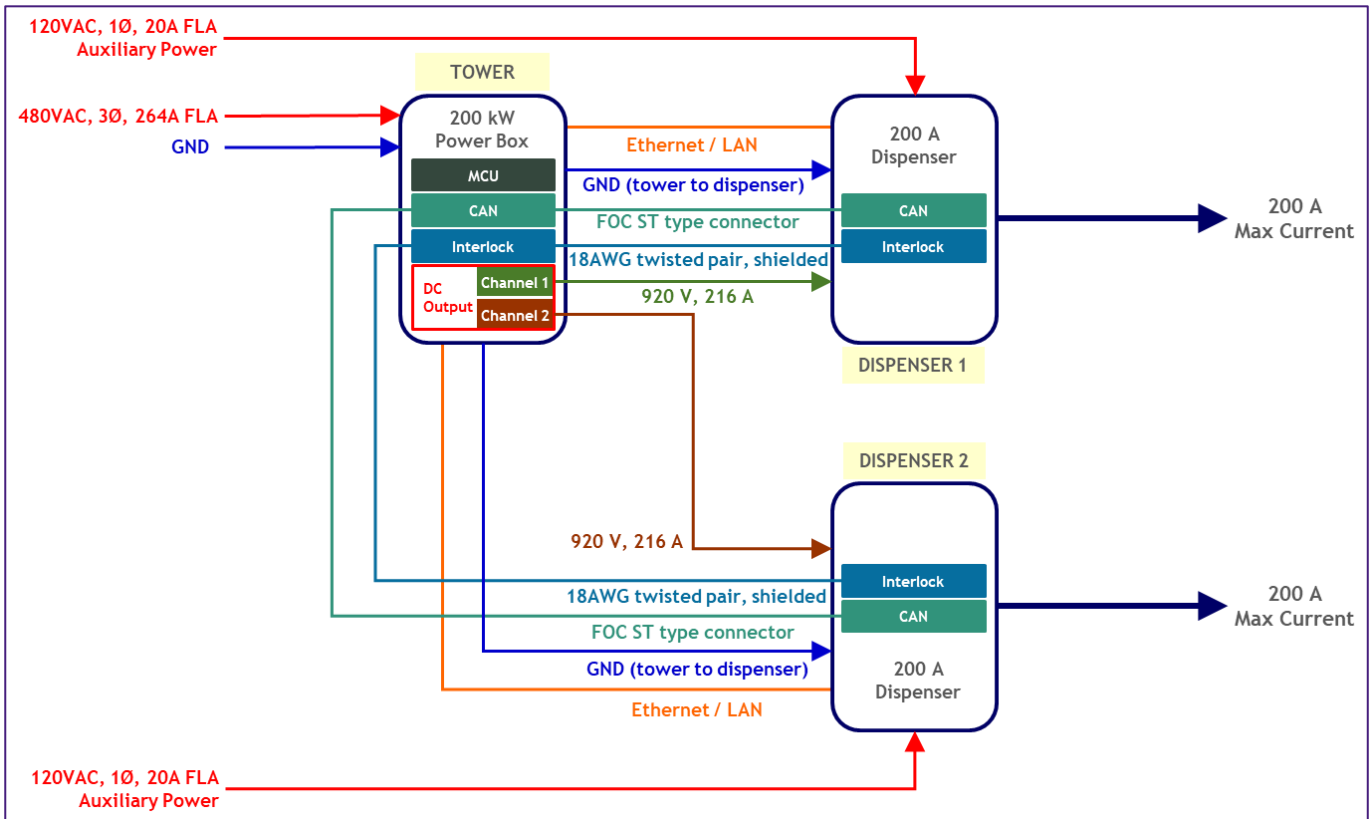 120VAC, 1Ø, 20A FLA
Auxiliary Power
TOWER
480VAC, 3Ø, 264A FLA
GND
200 kW
Power Box
MCU
CAN
Interlock
DC
Output
Channel 1
Channel 2
Ethernet / LAN
GND (tower to dispenser)
FOC ST type connector
18AWG twisted pair, shielded
920 V, 216 A
200 A
Dispenser
CAN
Interlock
DISPENSER 1
200 A
Max Current
DISPENSER 2
920 V, 216 A
18AWG twisted pair, shielded
FOC ST type connector
GND (tower to dispenser)
Ethernet / LAN
Interlock
CAN
200 A
Dispenser
200 A
Max Current
120VAC, 1Ø, 20A FLA
Auxiliary Power